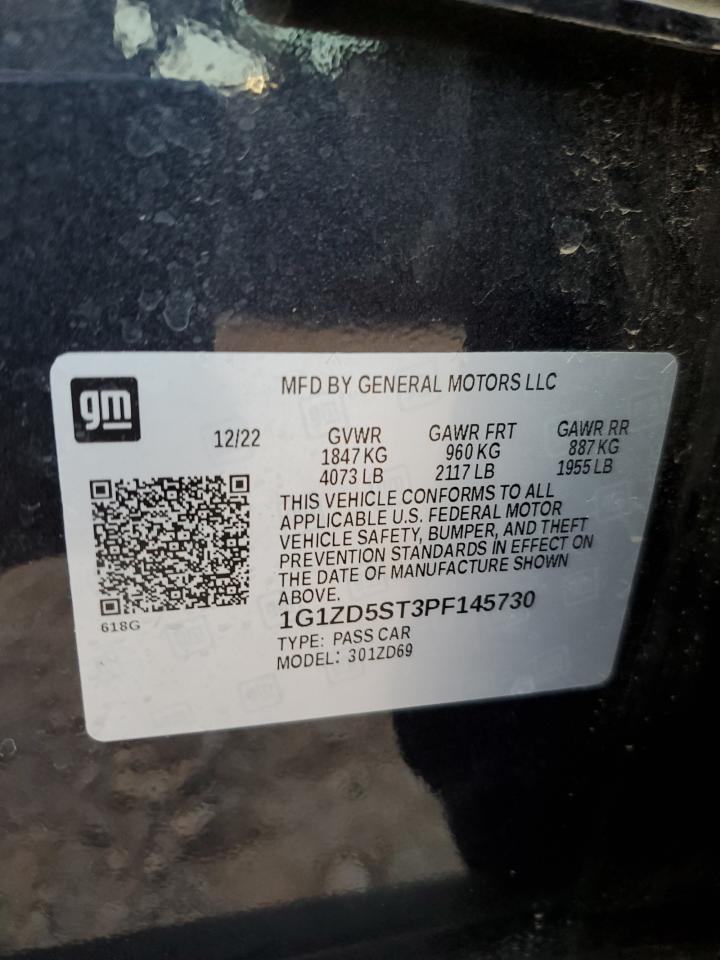 gm
MFD BY GENERAL MOTORS LLC
12/22 GVWR GAWR FRT GAWR RR
1847 KG 960 KG 887 KG
4073 LB 2117 LB 1955 LB
THIS VEHICLE CONFORMS TO ALL
APPLICABLE U.S. FEDERAL MOTOR
VEHICLE SAFETY, BUMPER, AND THEFT
PREVENTION STANDARDS IN EFFECT ON
THE DATE OF MANUFACTURE SHOWN
ABOVE.
618G
1G1ZD5ST3PF145730
TYPE: PASS CAR
MODEL: 301ZD69